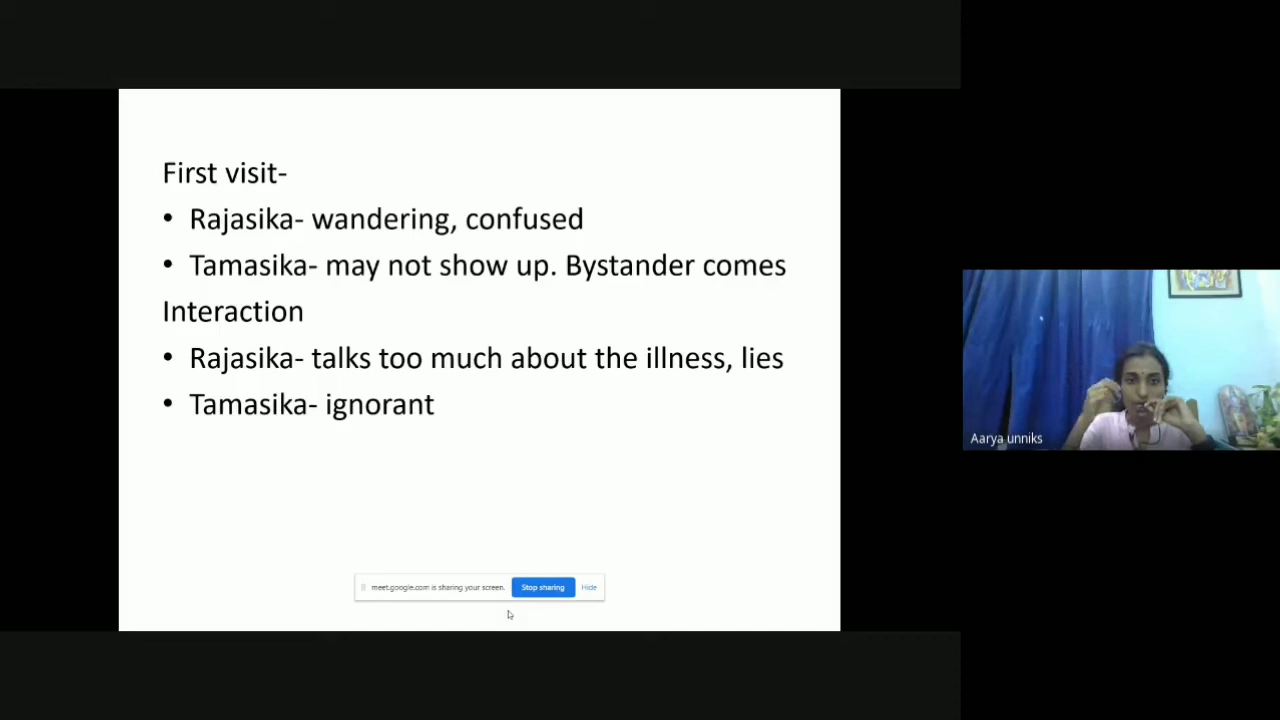 First visit-
• Rajasika- wandering, confused
• Tamasika- may not show up. Bystander comes
Interaction
• Rajasika- talks too much about the illness, lies
• Tamasika- ignorant
meet.google.com is sharing your screen. Stop sharing Hide
Aarya unniks